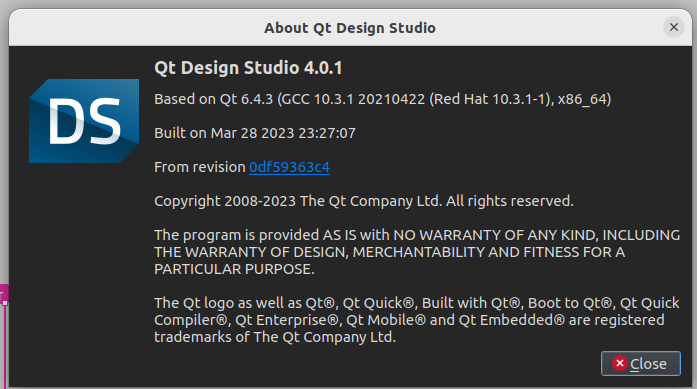 About Qt Design Studio
DS
Qt Design Studio 4.0.1
Based on Qt 6.4.3 (GCC 10.3.1 20210422 (Red Hat 10.3.1-1), x86_64)
Built on Mar 28 2023 23:27:07
From revision 0df59363c4
Copyright 2008-2023 The Qt Company Ltd. All rights reserved.
The program is provided AS IS with NO WARRANTY OF ANY KIND, INCLUDING
THE WARRANTY OF DESIGN, MERCHANTABILITY AND FITNESS FOR A
PARTICULAR PURPOSE.
The Qt logo as well as Qt®, Qt Quick®, Built with Qt®, Boot to Qt®, Qt Quick
Compiler®, Qt Enterprise®, Qt Mobile® and Qt Embedded® are registered
trademarks of The Qt Company Ltd.
Close